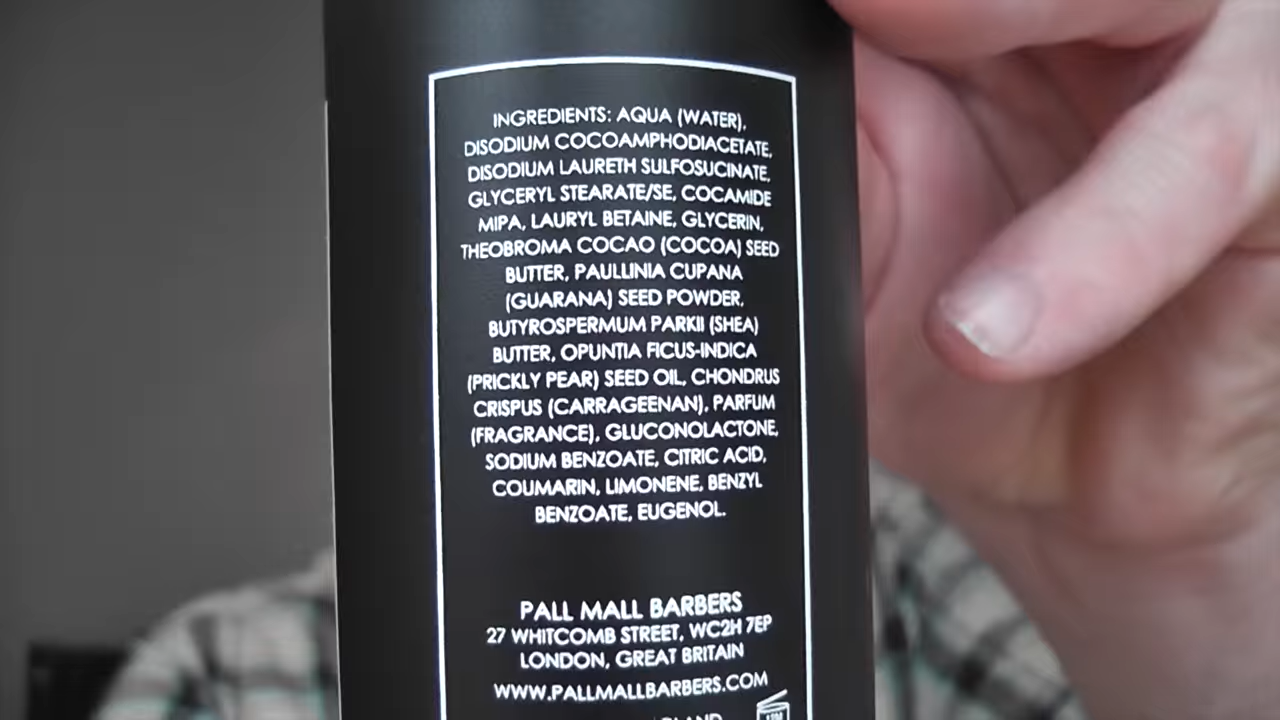 INGREDIENTS: AQUA (WATER),
DISODIUM COCOAMPHODIACETATE,
DISODIUM LAURETH SULFOSUCINATE,
GLYCERYL STEARATE/SE, COCAMIDE
MIPA, LAURYL BETAINE, GLYCERIN,
THEOBROMA COCAO (COCOA) SEED
BUTTER, PAULLINIA CUPANA
(GUARANA) SEED POWDER,
BUTYROSPERMUM PARKII (SHEA)
BUTTER, OPUNTIA FICUS-INDICA
(PRICKLY PEAR) SEED OIL, CHONDRUS
CRISPUS (CARRAGEENAN), PARFUM
(FRAGRANCE), GLUCONOLACTONE,
SODIUM BENZOATE, CITRIC ACID,
COUMARIN, LIMONENE, BENZYL
BENZOATE, EUGENOL.
PALL MALL BARBERS
27 WHITCOMB STREET, WC2H 7EP
LONDON, GREAT BRITAIN
WWW.PALLMALLBARBERS.COM